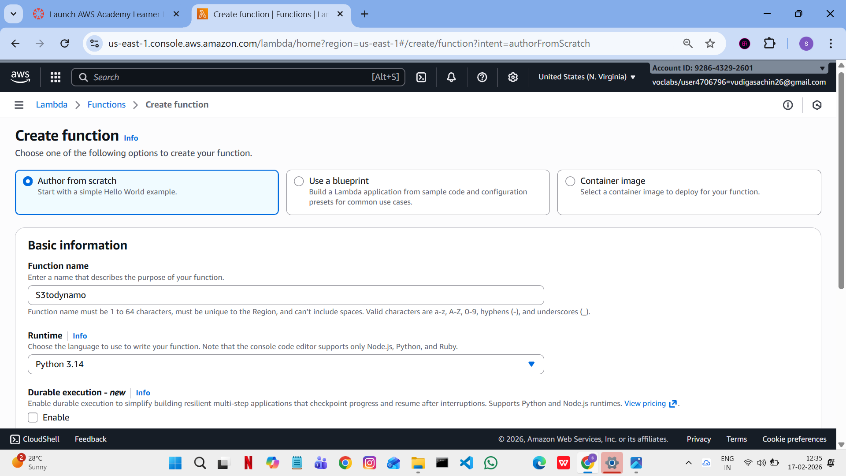 Launch AWS Academy Learner
Create function | Functions | La
us-east-1.console.aws.amazon.com/lambda/home?region=us-east-1#/create/function?intent=authorFromScratch
S
aws
Search
[Alt+S]
United States (N. Virginia)
Account ID: 9286-4329-2601
voclabs/user4706796=vudigasachin26@gmail.com
Lambda
Functions
Create function
Create function
Info
Choose one of the following options to create your function.
Author from scratch
Start with a simple Hello World example.
Use a blueprint
Build a Lambda application from sample code and configuration
presets for common use cases.
Container image
Select a container image to deploy for your function.
Basic information
Function name
Enter a name that describes the purpose of your function.
S3todynamo
Function name must be 1 to 64 characters, must be unique to the Region, and can't include spaces. Valid characters are a-z, A-Z, 0-9, hyphens (-), and underscores (_).
Runtime
Info
Choose the language to use to write your function. Note that the console code editor supports only Node.js, Python, and Ruby.
Python 3.14
Durable execution - new
Info
Enable durable execution to simplify building resilient multi-step applications that checkpoint progress and resume after interruptions. Supports Python and Node.js runtimes. View pricing.
Enable
CloudShell
Feedback
© 2026, Amazon Web Services, Inc. or its affiliates.
Privacy
Terms
Cookie preferences
2
28°C
Sunny
ENG
IN
12:35
17-02-2026